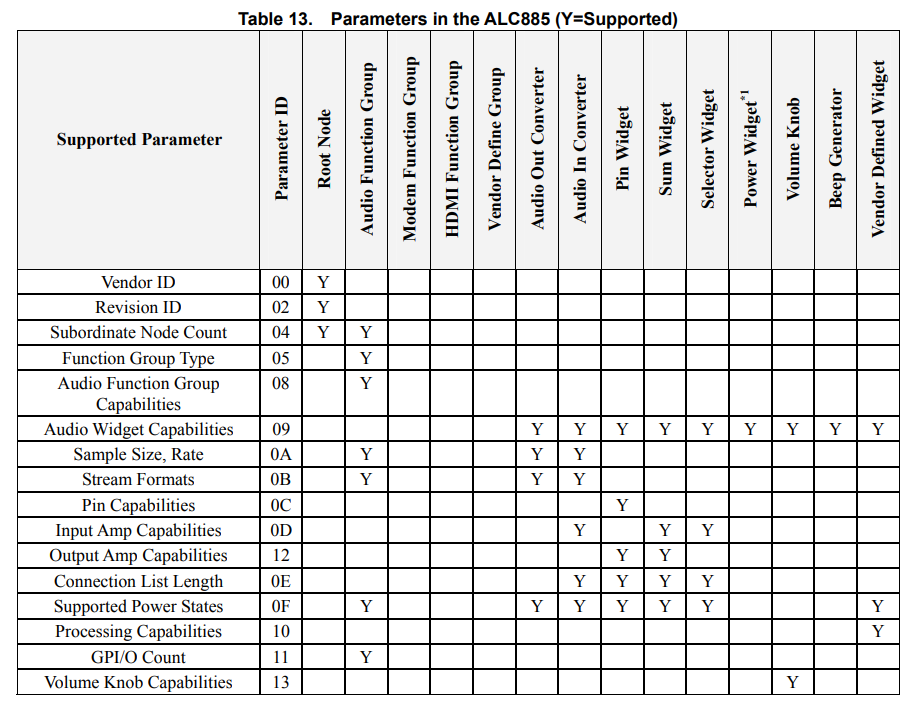 Table 13. Parameters in the ALC885 (Y=Supported)
Supported Parameter
Parameter ID
Root Node
Audio Function Group
Modem Function Group
HDMI Function Group
Vendor Define Group
Audio Out Converter
Audio In Converter
Pin Widget
Sum Widget
Selector Widget
Power Widget*1
Volume Knob
Beep Generator
Vendor Defined Widget
Vendor ID 00 Y
Revision ID 02 Y
Subordinate Node Count 04 Y Y
Function Group Type 05 Y
Audio Function Group 08 Y
Capabilities
Audio Widget Capabilities 09 Y Y Y Y Y Y Y Y Y
Sample Size, Rate 0A Y Y Y
Stream Formats 0B Y Y Y
Pin Capabilities 0C Y
Input Amp Capabilities 0D Y Y Y
Output Amp Capabilities 12 Y Y
Connection List Length 0E Y Y Y Y
Supported Power States 0F Y Y Y Y Y Y Y
Processing Capabilities 10 Y
GPI/O Count 11 Y
Volume Knob Capabilities 13 Y